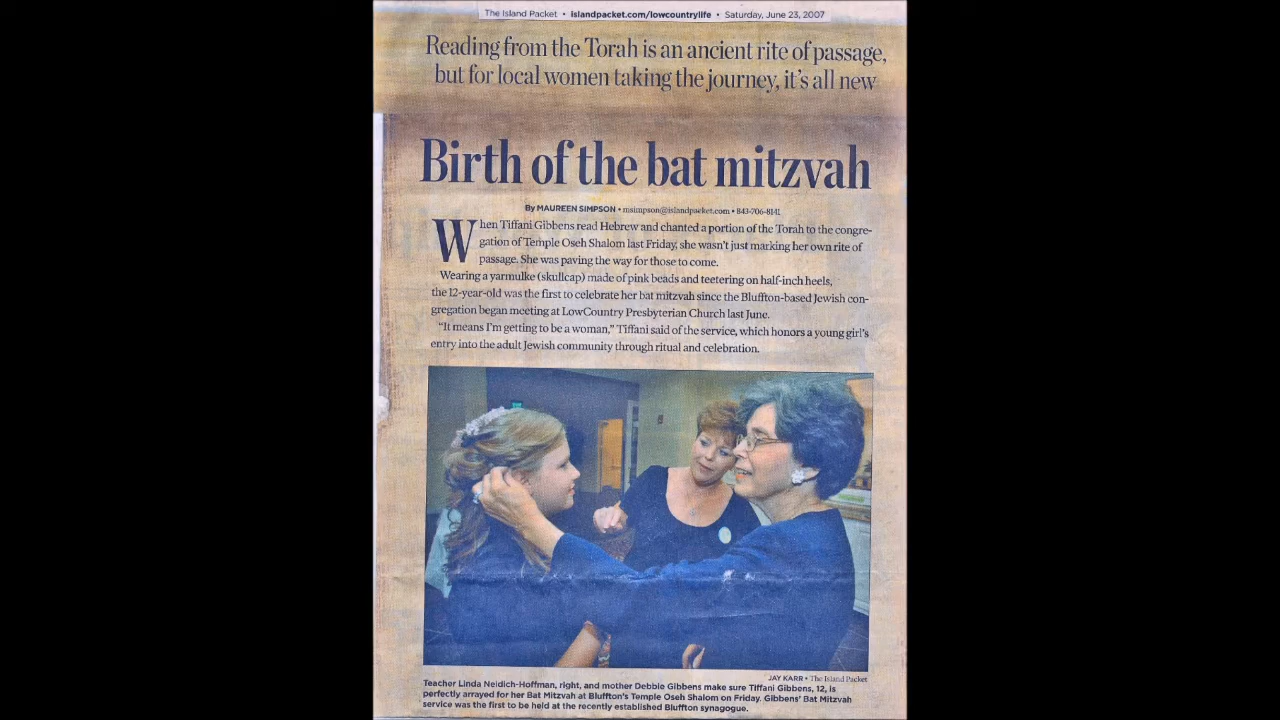 The Island Packet • islandpacket.com/lowcountrylife • Saturday, June 23, 2007
Reading from the Torah is an ancient rite of passage,
but for local women taking the journey, it's all new
Birth of the bat mitzvah
By MAUREEN SIMPSON • msimpson@islandpacket.com • 843-706-8141
When Tiffani Gibbens read Hebrew and chanted a portion of the Torah to the congre-
gation of Temple Oseh Shalom last Friday, she wasn't just marking her own rite of
passage. She was paving the way for those to come.
Wearing a yarmulke (skullcap) made of pink beads and teetering on half-inch heels,
the 12-year-old was the first to celebrate her bat mitzvah since the Bluffton-based Jewish con-
gregation began meeting at LowCountry Presbyterian Church last June.
"It means I'm getting to be a woman," Tiffani said of the service, which honors a young girl's
entry into the adult Jewish community through ritual and celebration.
JAY KARR • The Island Packet
Teacher Linda Neidich-Hoffman, right, and mother Debbie Gibbens make sure Tiffani Gibbens, 12, is
perfectly arrayed for her Bat Mitzvah at Bluffton's Temple Oseh Shalom on Friday. Gibbens' Bat Mitzvah
service was the first to be held at the recently established Bluffton synagogue.